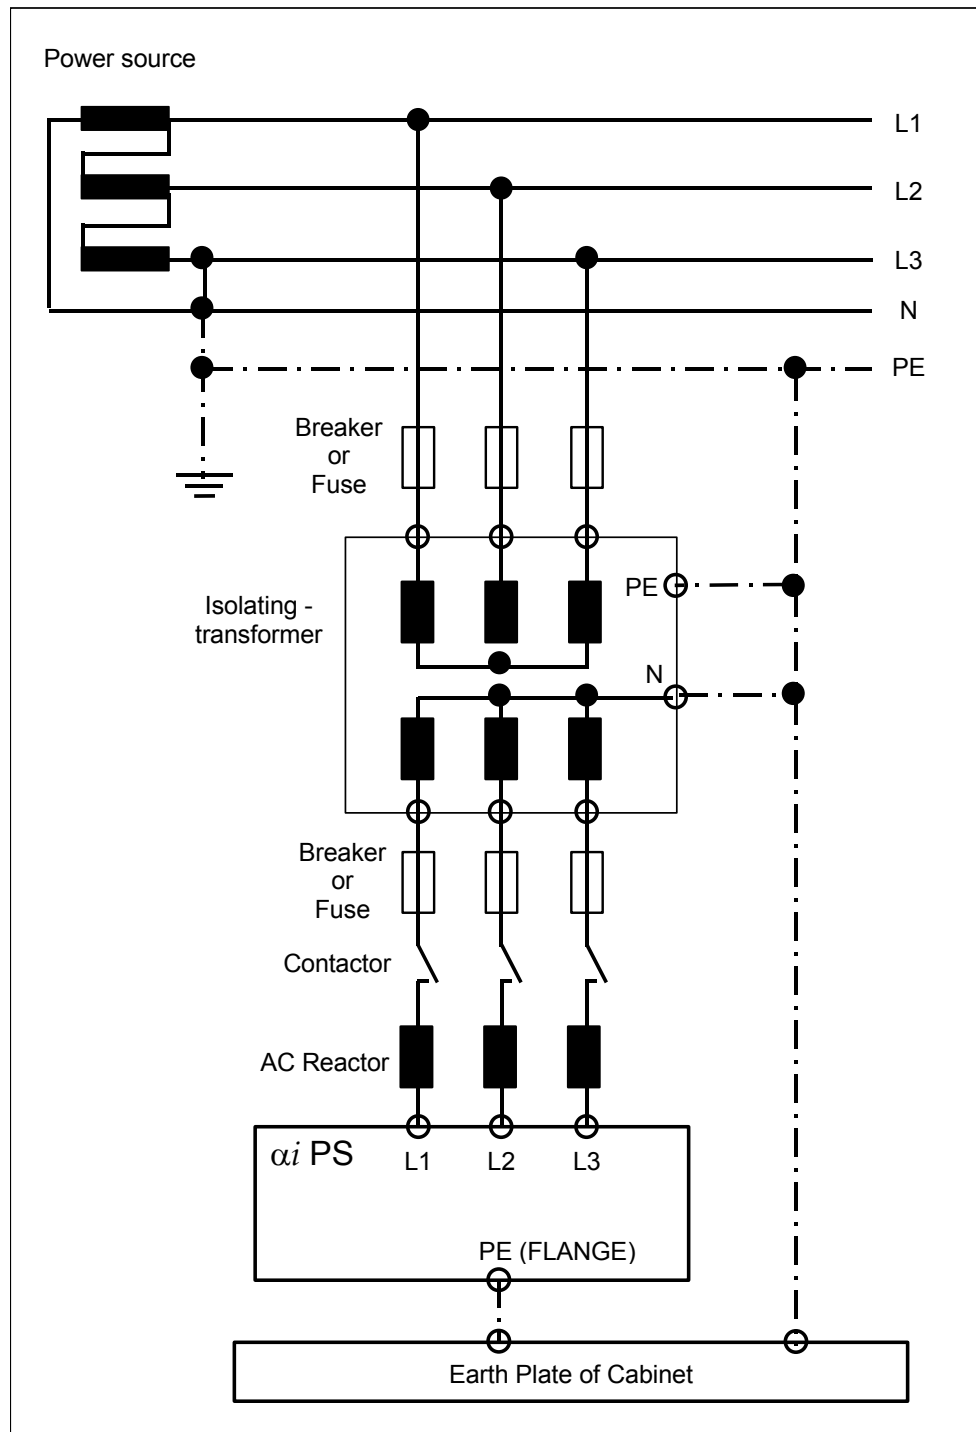 Power source
L1
L2
L3
N
PE
Breaker
or
Fuse
PE
Isolating -
transformer
N
Breaker
or
Fuse
Contactor
AC Reactor
αi PS
L1 L2 L3
PE (FLANGE)
Earth Plate of Cabinet